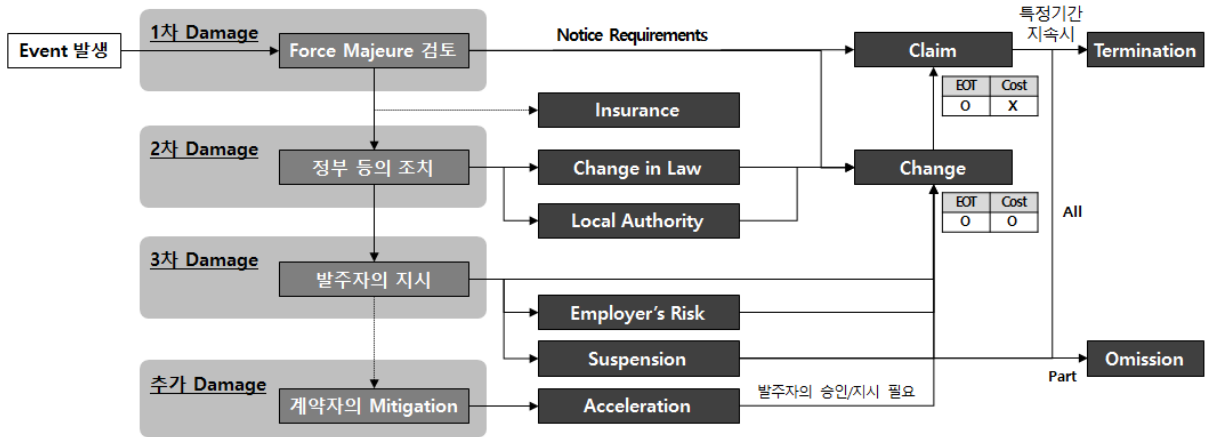 1차 Damage
Event 발생
Force Majeure 검토
Notice Requirements
Claim
특정기간
지속시
Termination
EOT Cost
O X
Insurance
2차 Damage
정부 등의 조치
Change in Law
Change
EOT Cost
O O
Local Authority
All
3차 Damage
발주자의 지시
Employer's Risk
Suspension
Omission
Part
추가 Damage
계약자의 Mitigation
Acceleration
발주자의 승인/지시 필요